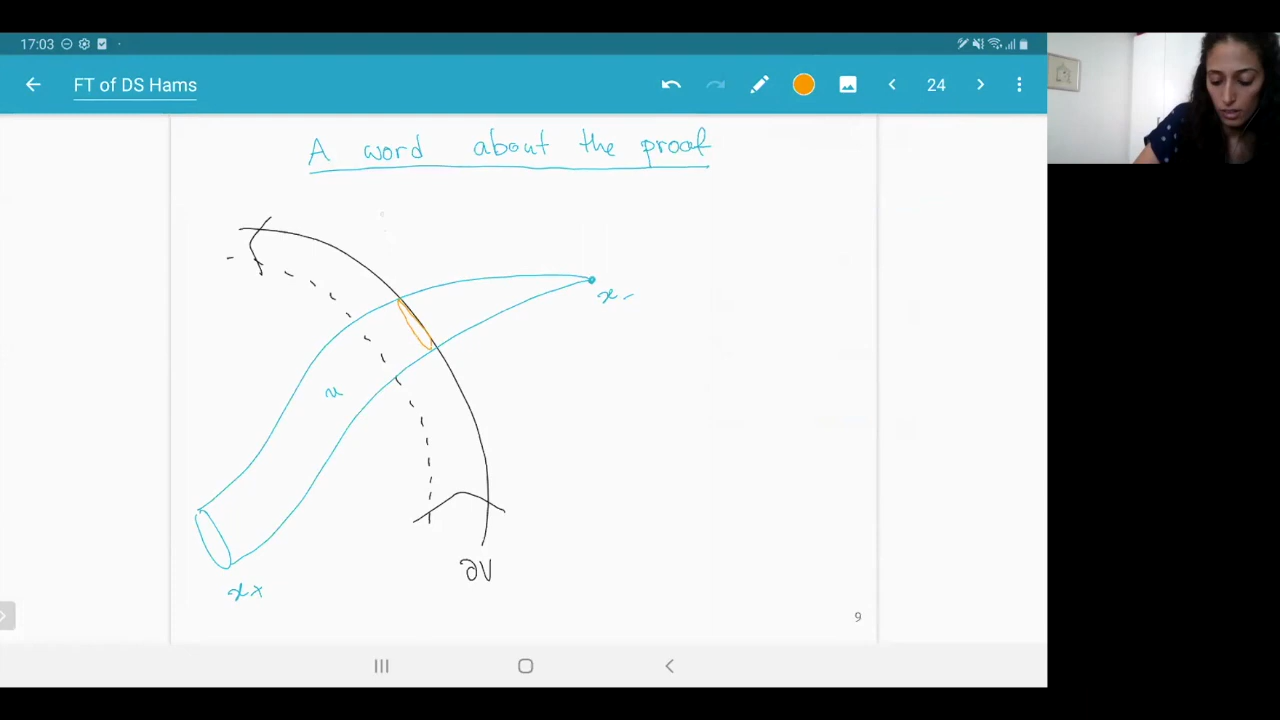 17:03
FT of DS Hams
24
A word about the proof
x-
u
∂V
x+
9